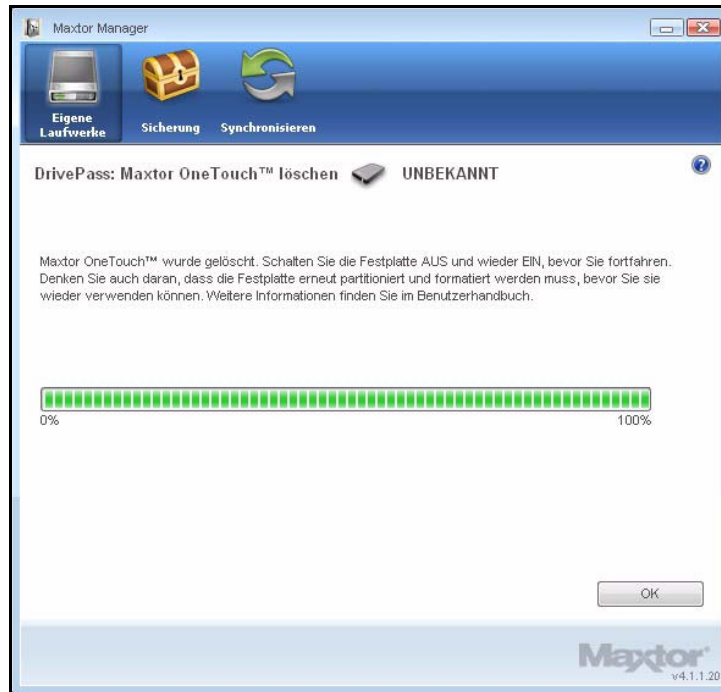 Maxtor Manager
Eigene
Laufwerke
Sicherung
Synchronisieren
DrivePass: Maxtor OneTouch™ löschen UNBEKANNT
Maxtor OneTouch™ wurde gelöscht. Schalten Sie die Festplatte AUS und wieder EIN, bevor Sie fortfahren.
Denken Sie auch daran, dass die Festplatte erneut partitioniert und formatiert werden muss, bevor Sie sie
wieder verwenden können. Weitere Informationen finden Sie im Benutzerhandbuch.
0% 100%
OK
Maxtor
v4.1.1.20